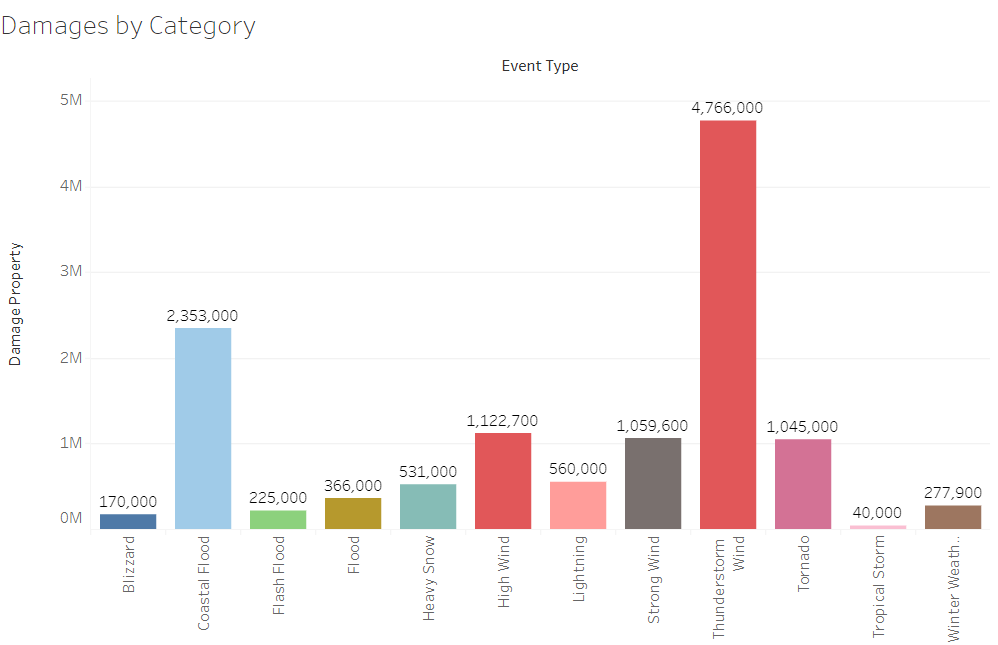 Damages by Category
Event Type
Damage Property
5M
4M
3M
2M
1M
0M
170,000
2,353,000
225,000
366,000
531,000
1,122,700
560,000
1,059,600
4,766,000
1,045,000
40,000
277,900
Blizzard
Coastal Flood
Flash Flood
Flood
Heavy Snow
High Wind
Lightning
Strong Wind
Thunderstorm
Wind
Tornado
Tropical Storm
Winter Weath..